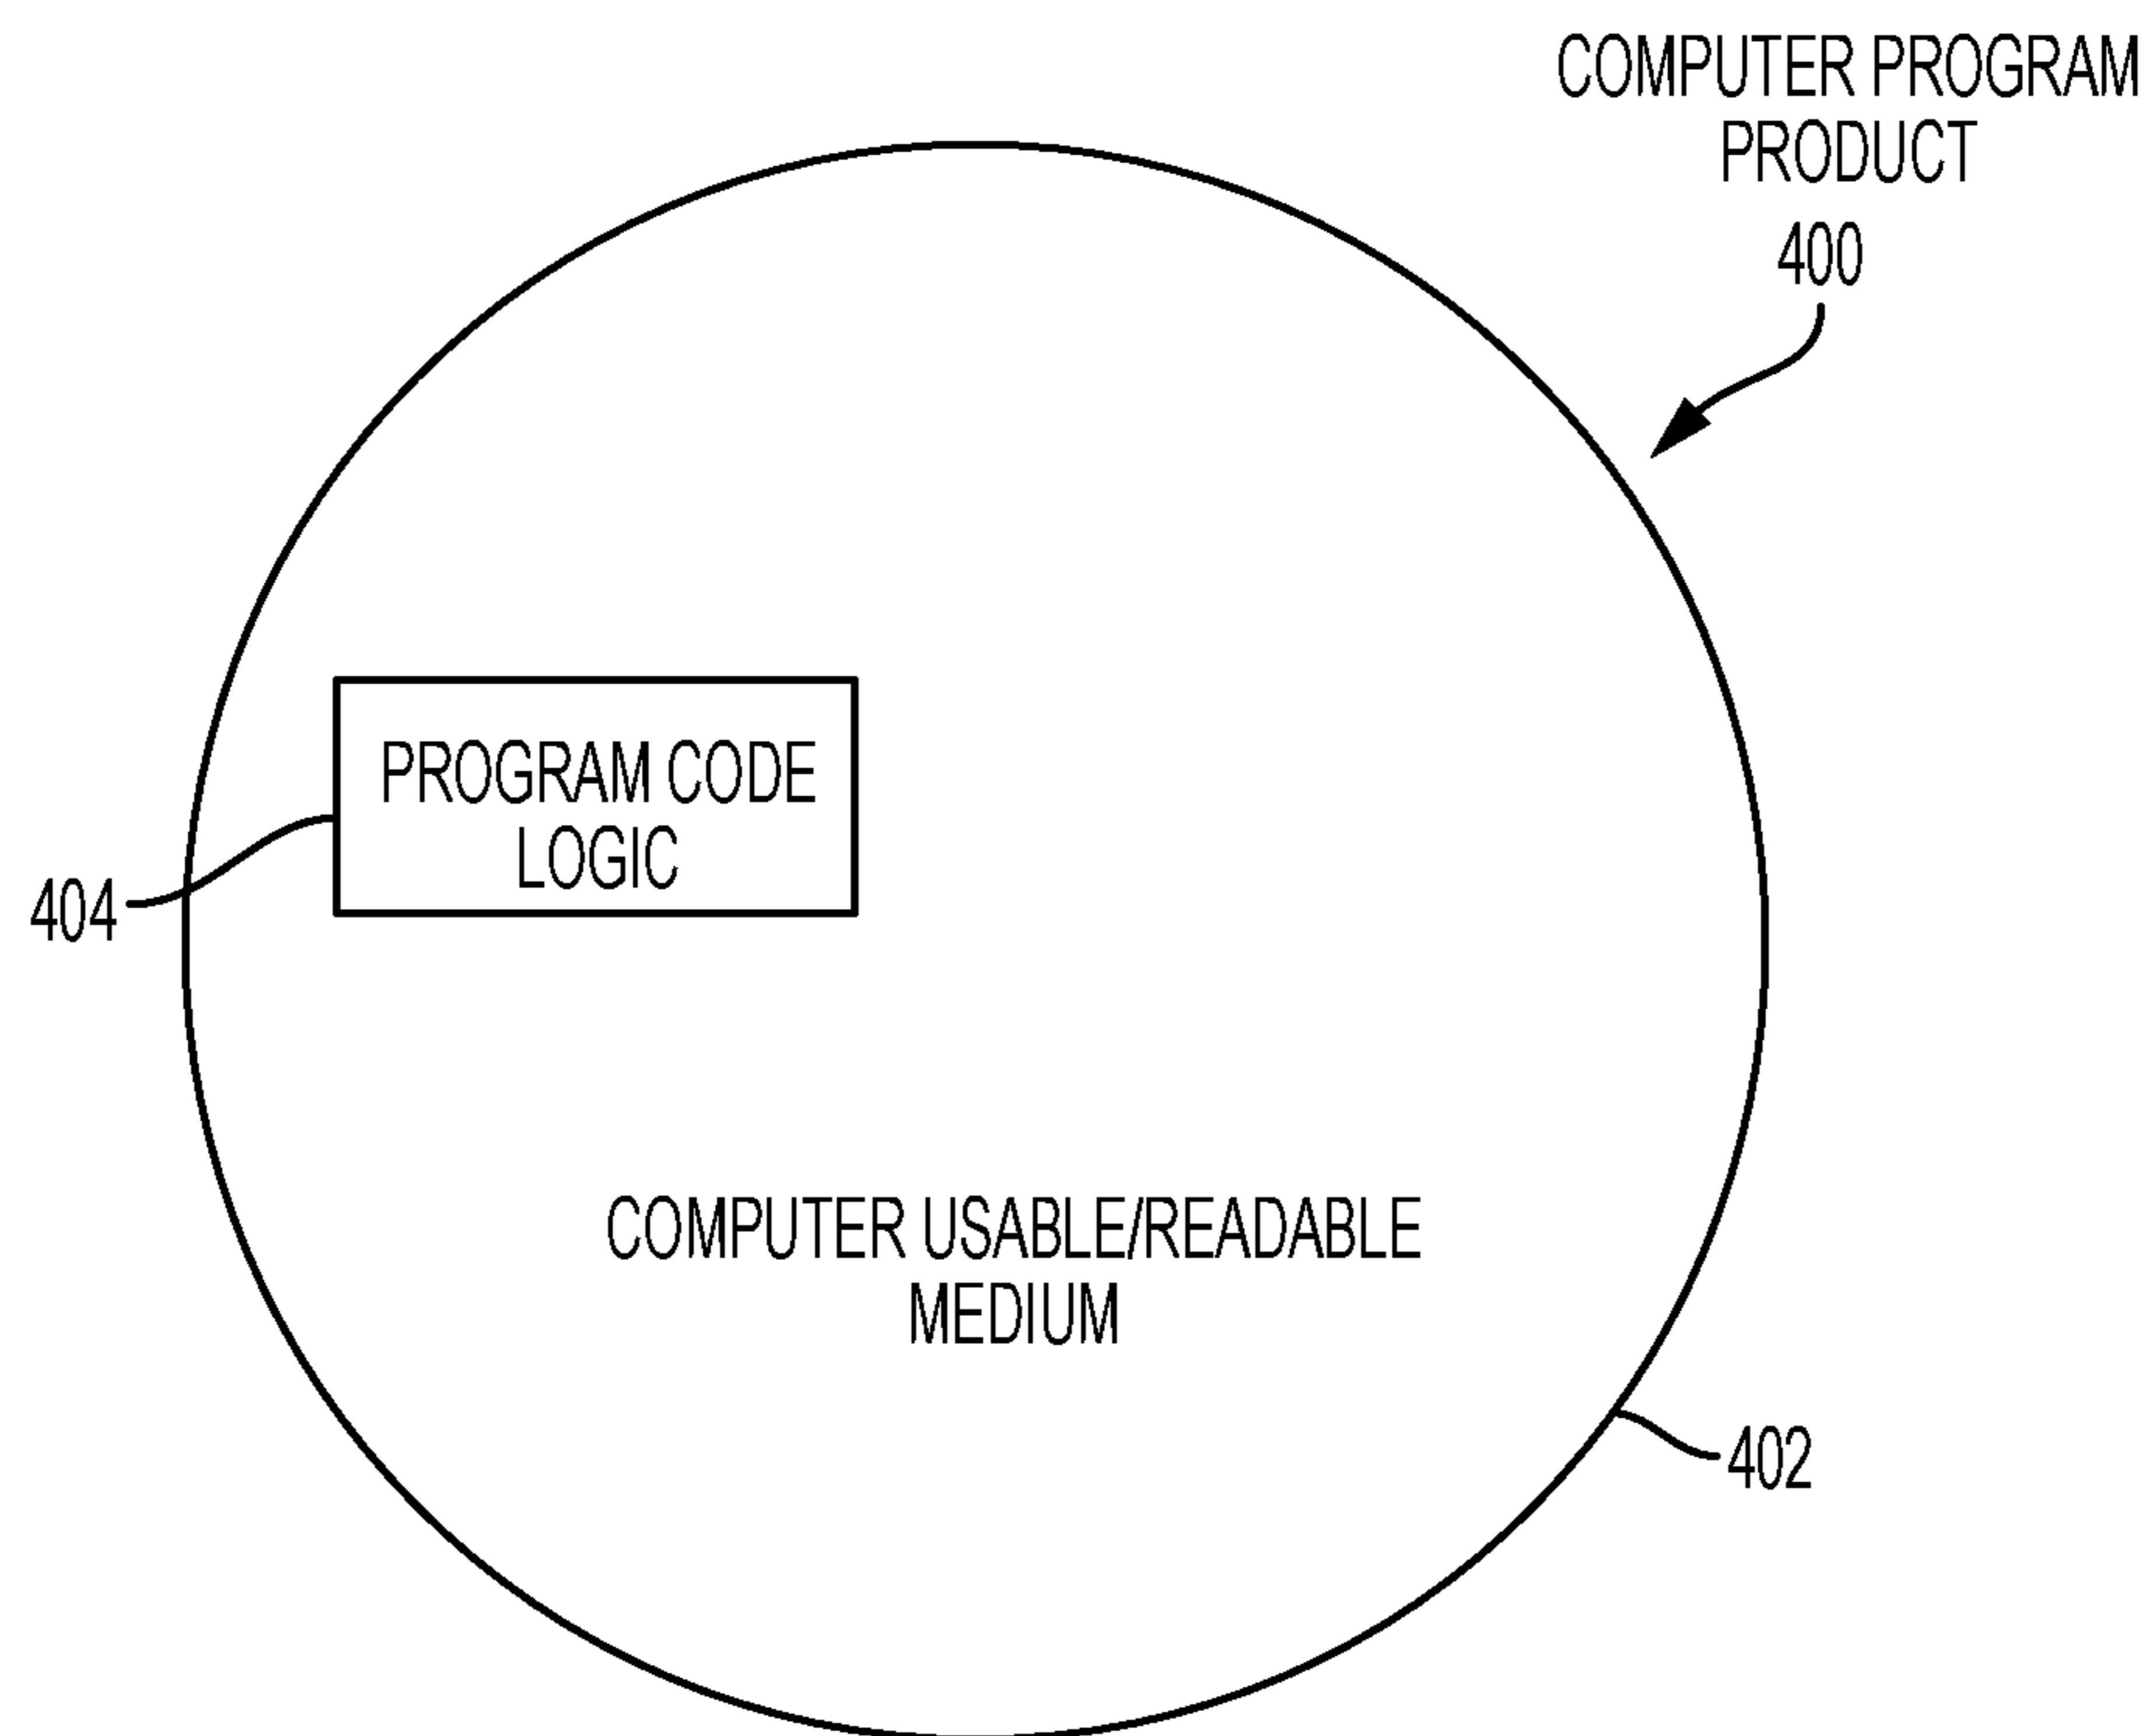 COMPUTER PROGRAM
PRODUCT
400
PROGRAM CODE
LOGIC
404
COMPUTER USABLE/READABLE
MEDIUM
402